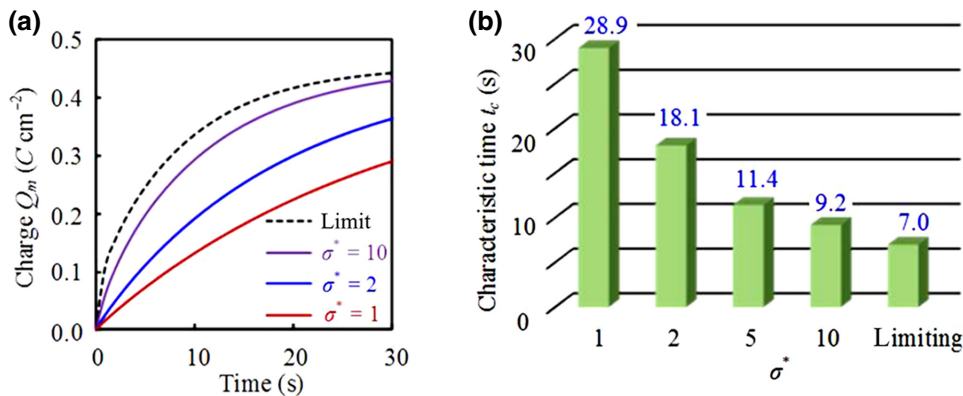 (a)
Charge Qm (C cm−2)
0.5
0.4
0.3
0.2
0.1
0.0
0
10
20
30
Time (s)
Limit
σ* = 10
σ* = 2
σ* = 1
(b)
Characteristic time tc (s)
30
20
10
0
28.9
18.1
11.4
9.2
7.0
1 2 5 10 Limiting
σ*